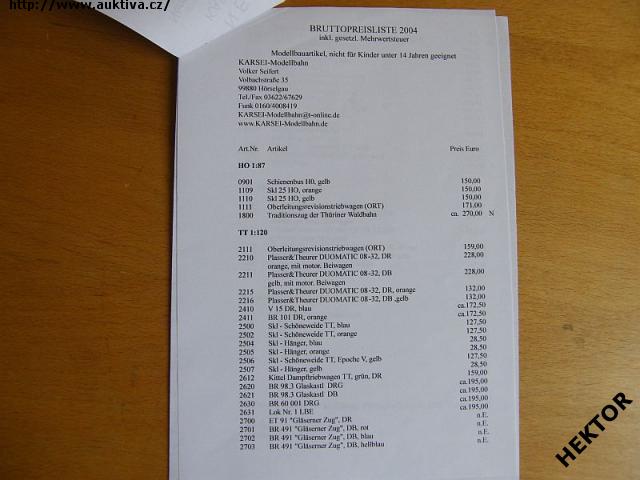 http://www.auktiva.cz/
BRUTTOPREISLISTE 2004
inkl. gesetzl. Mehrwertsteuer
Modellbauartikel, nicht für Kinder unter 14 Jahren geeignet
KARSEI-Modellbahn
Volker Seifert
Volbachstraße 35
99880 Hörselgau
Tel./Fax 03622/67629
Funk 0160/4008419
KARSEI-Modellbahn@t-online.de
www.KARSEI-Modellbahn.de
Art.Nr. Artikel Preis Euro
HO 1:87
0901 Schienenbus H0, gelb 150,00
1109 Skl 25 HO, orange 150,00
1110 Skl 25 HO, gelb 150,00
1111 Oberleitungsrevisionstriebwagen (ORT) 171,00
1800 Traditionszug der Thüriner Waldbahn ca. 270,00 N
TT 1:120
2111 Oberleitungsrevisionstriebwagen (ORT) 159,00
2210 Plasser&Theurer DUOMATIC 08-32, DR 228,00
orange, mit motor. Beiwagen
2211 Plasser&Theurer DUOMATIC 08-32, DB 228,00
gelb, mit motor. Beiwagen
2215 Plasser&Theurer DUOMATIC 08-32, DR, orange 132,00
2216 Plasser&Theurer DUOMATIC 08-32, DB ,gelb 132,00
2410 V 15 DR, blau ca.172,50
2411 BR 101 DR, orange ca.172,50
2500 Skl - Schöneweide TT, blau 127,50
2502 Skl - Schöneweide TT, orange 127,50
2504 Skl - Hänger, blau 28,50
2505 Skl - Hänger, orange 28,50
2506 Skl - Schöneweide TT, Epoche V, gelb 127,50
2507 Skl - Hänger, gelb 28,50
2612 Kittel Dampftriebwagen TT, grün, DR 159,00
2620 BR 98.3 Glaskastl DRG ca.195,00
2621 BR 98.3 Glaskastl DB ca.195,00
2630 BR 60 001 DRG ca.195,00
2631 Lok Nr. 1 LBE ca.195,00
2700 ET 91 "Gläserner Zug", DR n.E.
2701 BR 491 "Gläserner Zug", DB, rot n.E.
2702 BR 491 "Gläserner Zug", DB, blau n.E.
2703 BR 491 "Gläserner Zug", DB, hellblau n.E.
HEKTOR